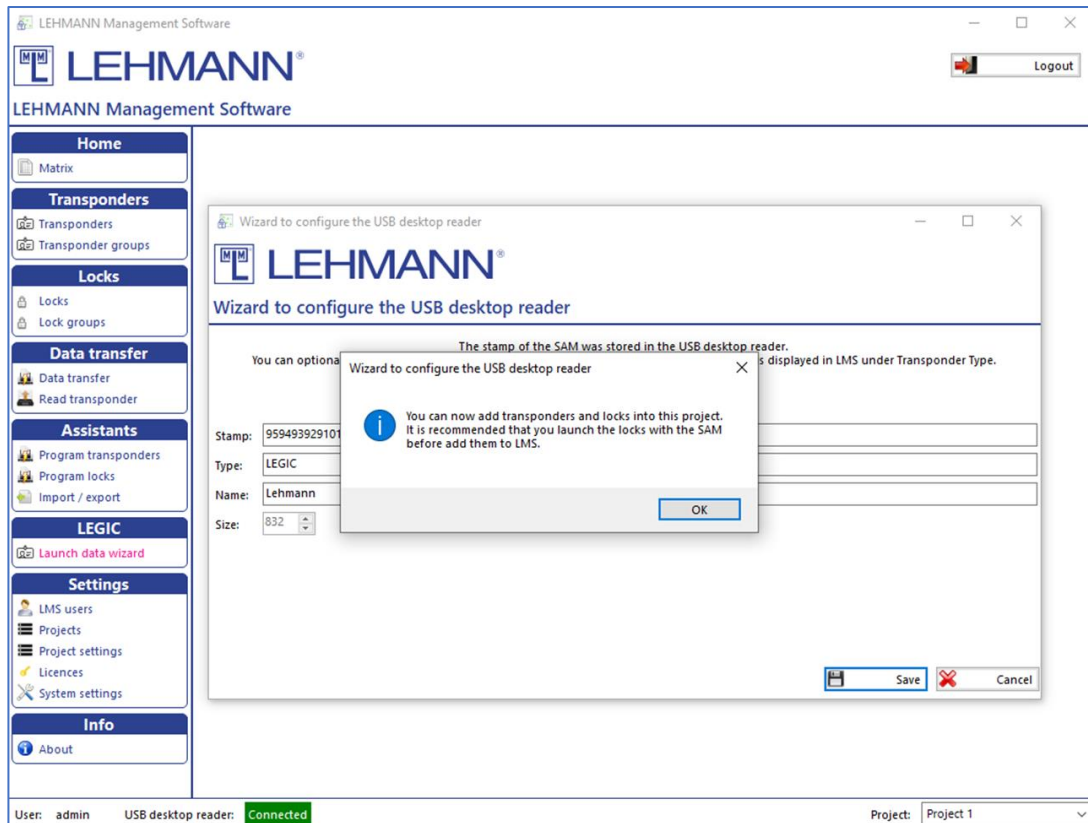 LEHMANN Management Software
LEHMANN®
Logout
LEHMANN Management Software
Home
Matrix
Transponders
Transponders
Transponder groups
Locks
Locks
Lock groups
Data transfer
Data transfer
Read transponder
Assistants
Program transponders
Program locks
Import / export
LEGIC
Launch data wizard
Settings
LMS users
Projects
Project settings
Licences
System settings
Info
About
Wizard to configure the USB desktop reader
LEHMANN®
Wizard to configure the USB desktop reader
The stamp of the SAM was stored in the USB desktop reader.
You can optiona s displayed in LMS under Transponder Type.
Stamp: 95949392910
Type: LEGIC
Name: Lehmann
Size: 832
Save
Cancel
Wizard to configure the USB desktop reader
You can now add transponders and locks into this project.
It is recommended that you launch the locks with the SAM
before add them to LMS.
OK
User: admin USB desktop reader: Connected Project: Project 1